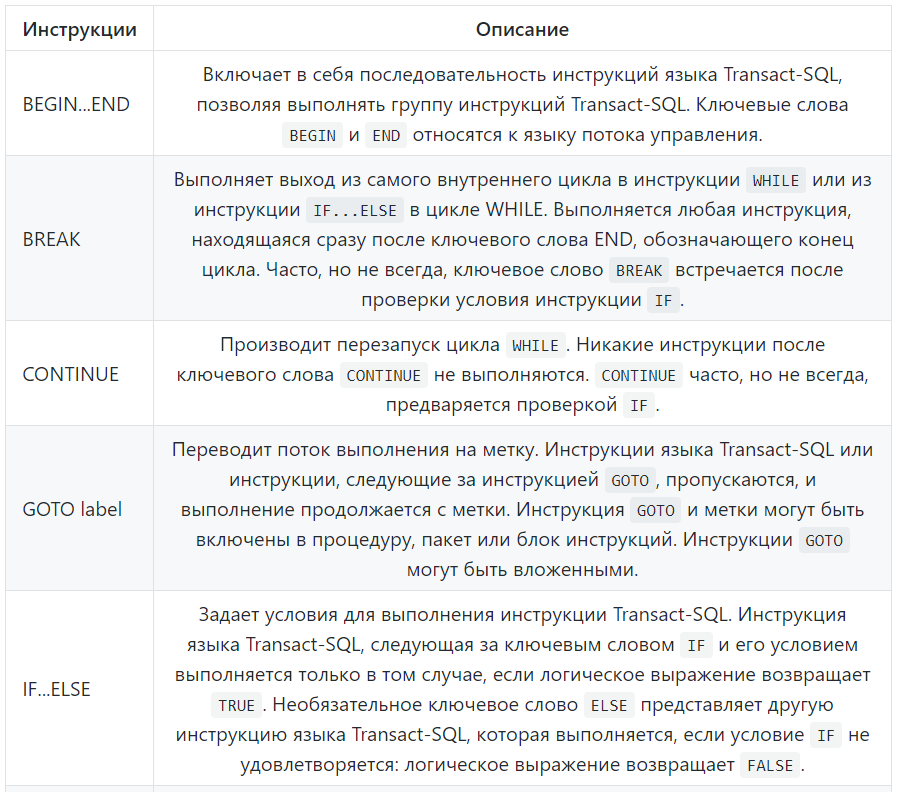 Инструкции Описание
Включает в себя последовательность инструкций языка Transact-SQL,
BEGIN...END позволяя выполнять группу инструкций Transact-SQL. Ключевые слова
BEGIN и END относятся к языку потока управления.
Выполняет выход из самого внутреннего цикла в инструкции WHILE или из
инструкции IF...ELSE в цикле WHILE. Выполняется любая инструкция,
BREAK находящаяся сразу после ключевого слова END, обозначающего конец
цикла. Часто, но не всегда, ключевое слово BREAK встречается после
проверки условия инструкции IF.
Производит перезапуск цикла WHILE. Никакие инструкции после
CONTINUE ключевого слова CONTINUE не выполняются. CONTINUE часто, но не всегда,
предваряется проверкой IF.
Переводит поток выполнения на метку. Инструкции языка Transact-SQL или
инструкции, следующие за инструкцией GOTO, пропускаются, и
GOTO label выполнение продолжается с метки. Инструкция GOTO и метки могут быть
включены в процедуру, пакет или блок инструкций. Инструкции GOTO
могут быть вложенными.
Задает условия для выполнения инструкции Transact-SQL. Инструкция
языка Transact-SQL, следующая за ключевым словом IF и его условием
выполняется только в том случае, если логическое выражение возвращает
IF...ELSE TRUE. Необязательное ключевое слово ELSE представляет другую
инструкцию языка Transact-SQL, которая выполняется, если условие IF не
удовлетворяется: логическое выражение возвращает FALSE.